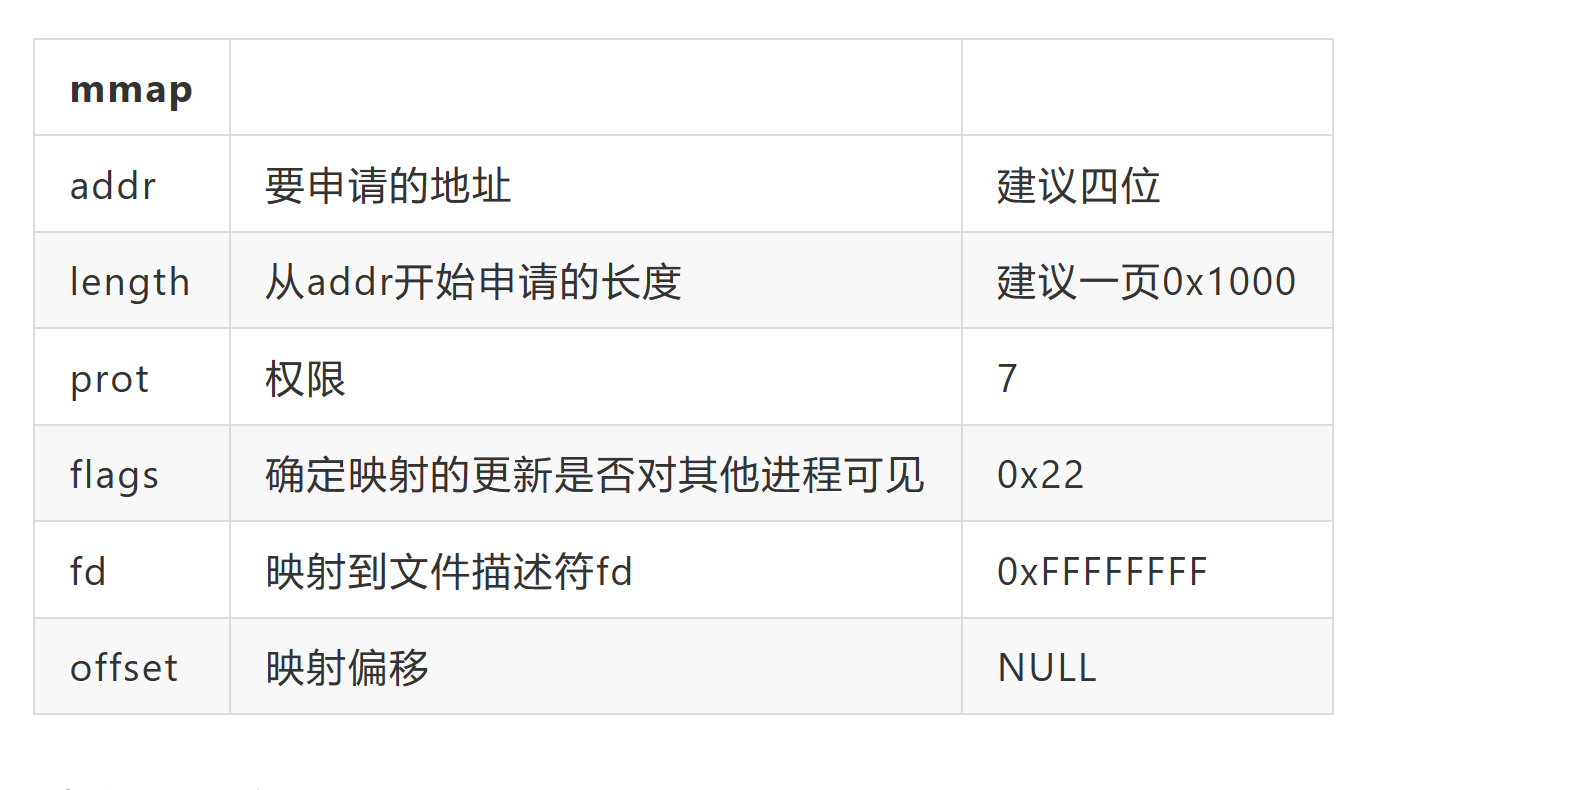 mmap
addr 要申请的地址 建议四位
length 从addr开始申请的长度 建议一页0x1000
prot 权限 7
flags 确定映射的更新是否对其他进程可见 0x22
fd 映射到文件描述符fd 0xFFFFFFFF
offset 映射偏移 NULL